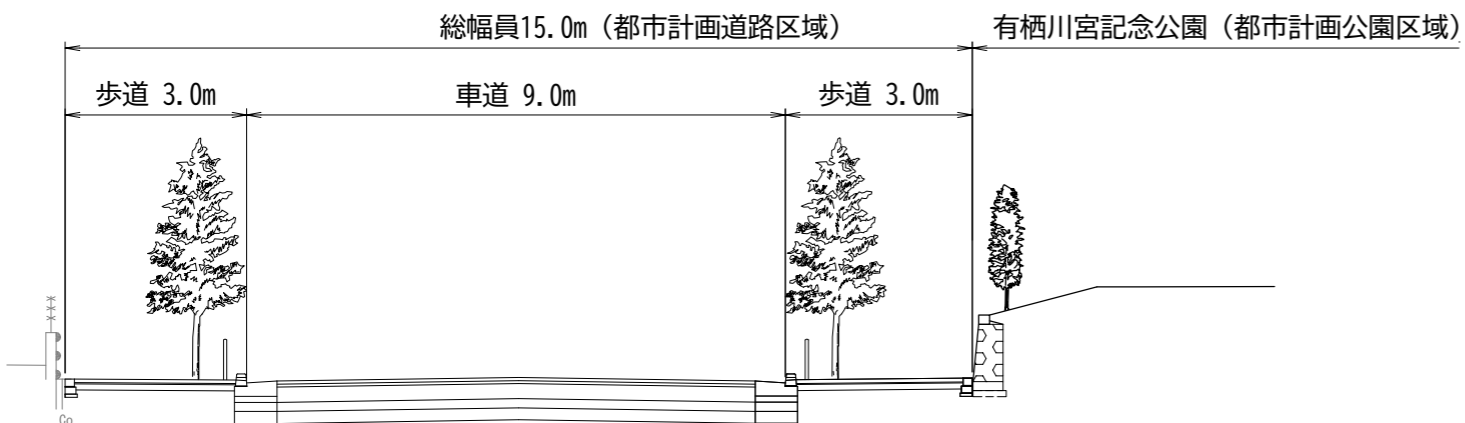 総幅員15.0m（都市計画道路区域）
有栖川宮記念公園（都市計画公園区域）
歩道 3.0m
車道 9.0m
歩道 3.0m
Co